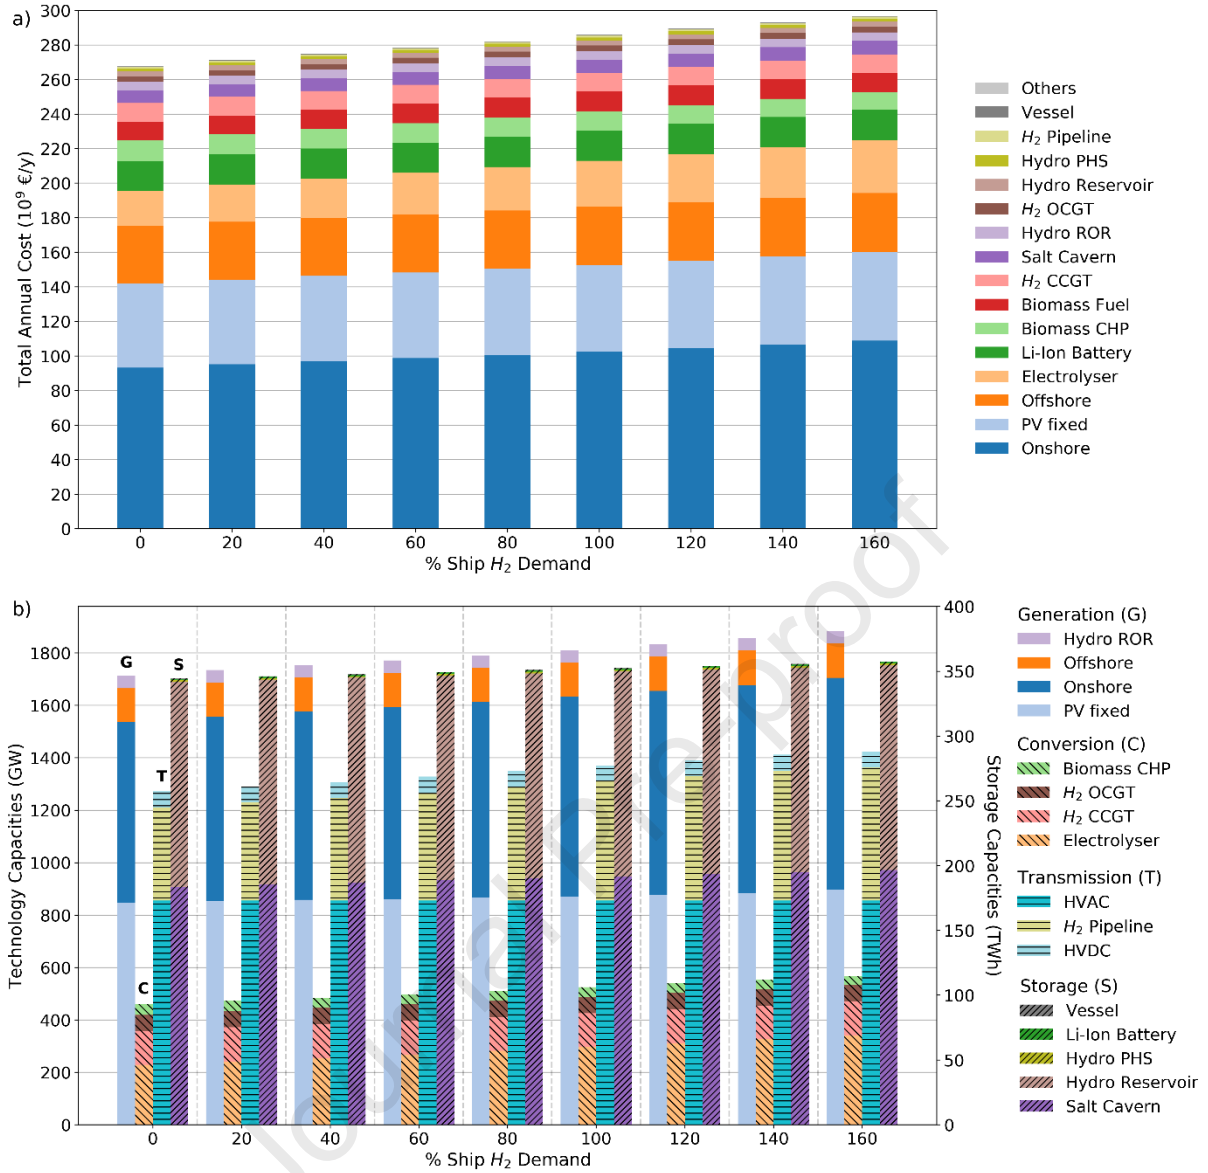 a)
Total Annual Cost (10⁹ €/y)
300
280
260
240
220
200
180
160
140
120
100
80
60
40
20
0
0 20 40 60 80 100 120 140 160
% Ship H₂ Demand
Others
Vessel
H₂ Pipeline
Hydro PHS
Hydro Reservoir
H₂ OCGT
Hydro ROR
Salt Cavern
H₂ CCGT
Biomass Fuel
Biomass CHP
Li-Ion Battery
Electrolyser
Offshore
PV fixed
Onshore
b)
Technology Capacities (GW)
1800
1600
1400
1200
1000
800
600
400
200
0
G
S
T
C
0 20 40 60 80 100 120 140 160
% Ship H₂ Demand
400
350
300
250
200
150
100
50
0
Storage Capacities (TWh)
Generation (G)
Hydro ROR
Offshore
Onshore
PV fixed
Conversion (C)
Biomass CHP
H₂ OCGT
H₂ CCGT
Electrolyser
Transmission (T)
HVAC
H₂ Pipeline
HVDC
Storage (S)
Vessel
Li-Ion Battery
Hydro PHS
Hydro Reservoir
Salt Cavern
Journal Pre-proof